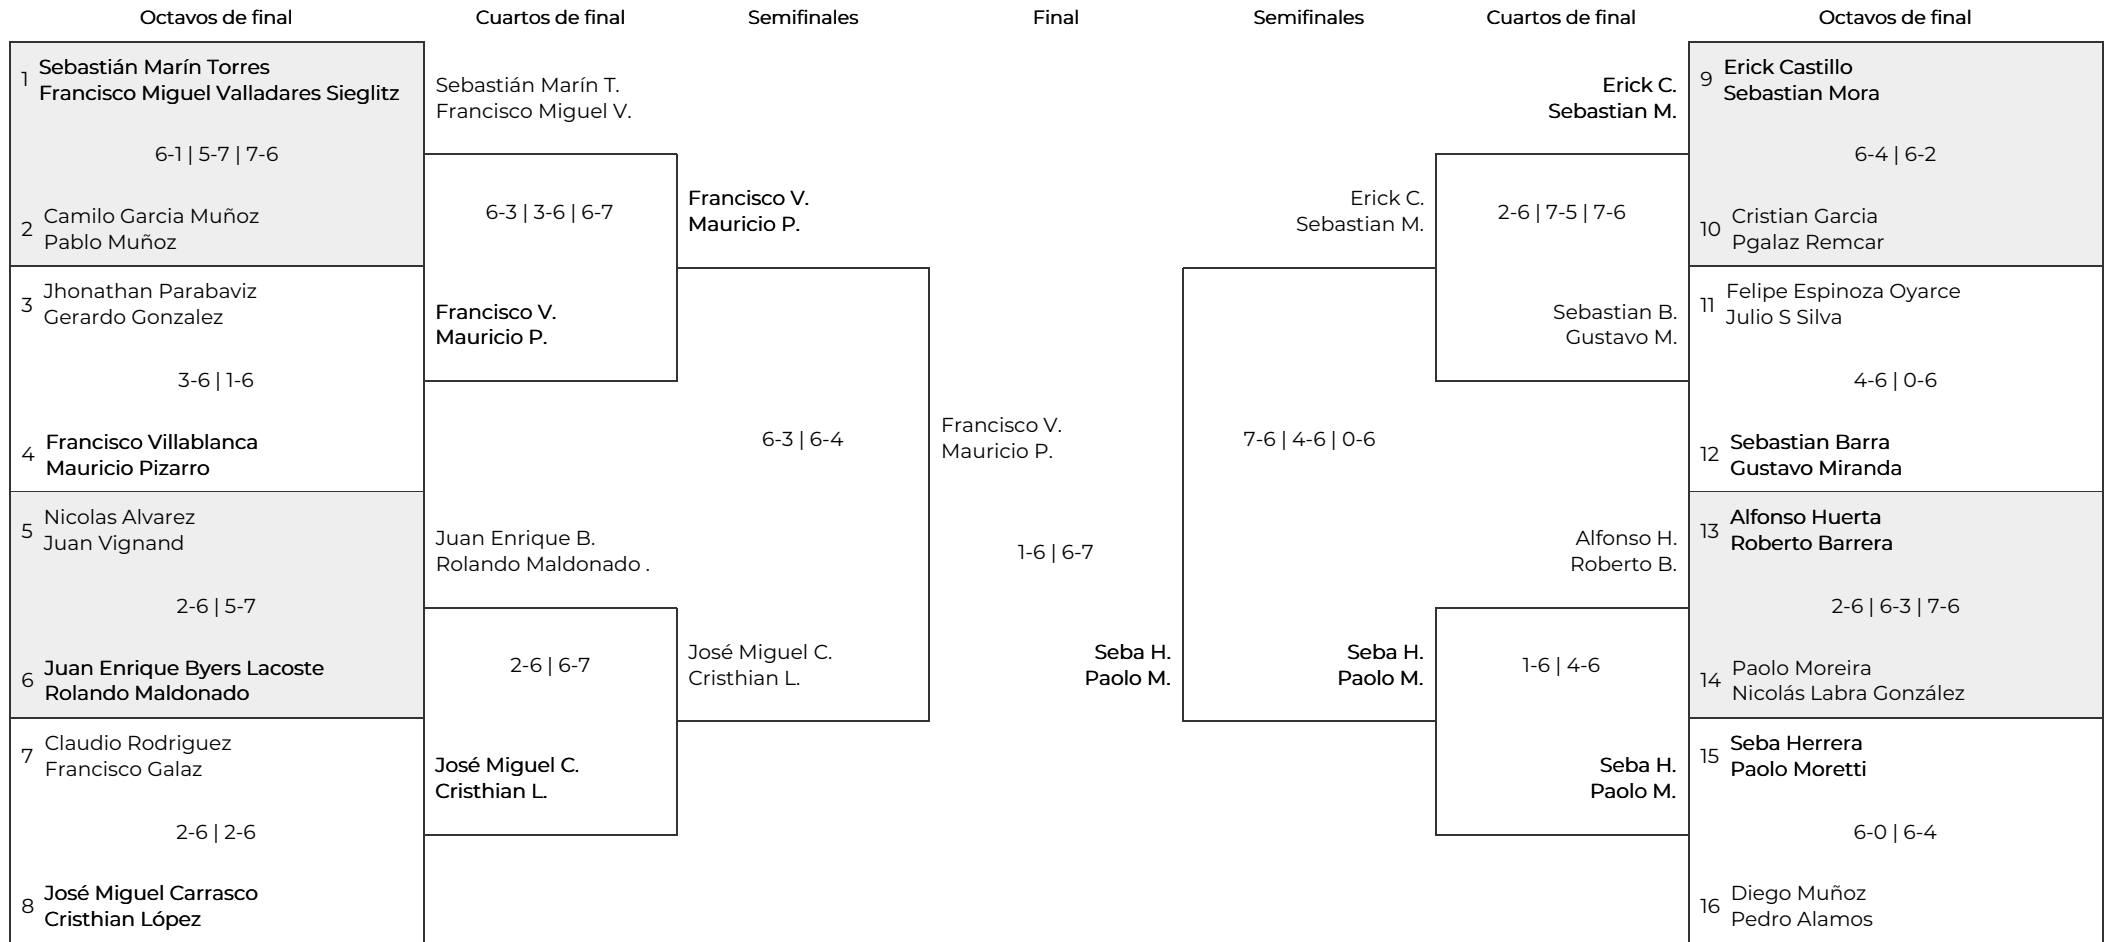 Octavos de final
Cuartos de final
Semifinales
Final
Semifinales
Cuartos de final
Octavos de final
1
Sebastián Marín Torres
Francisco Miguel Valladares Sieglitz
6-1 | 5-7 | 7-6
2
Camilo Garcia Muñoz
Pablo Muñoz
3
Jhonathan Parabaviz
Gerardo Gonzalez
3-6 | 1-6
4
Francisco Villablanca
Mauricio Pizarro
5
Nicolas Alvarez
Juan Vignand
2-6 | 5-7
6
Juan Enrique Byers Lacoste
Rolando Maldonado
7
Claudio Rodriguez
Francisco Galaz
2-6 | 2-6
8
José Miguel Carrasco
Cristhian López
Sebastián Marín T.
Francisco Miguel V.
6-3 | 3-6 | 6-7
Francisco V.
Mauricio P.
Juan Enrique B.
Rolando Maldonado .
2-6 | 6-7
José Miguel C.
Cristhian L.
Francisco V.
Mauricio P.
6-3 | 6-4
José Miguel C.
Cristhian L.
Francisco V.
Mauricio P.
1-6 | 6-7
Seba H.
Paolo M.
Erick C.
Sebastian M.
7-6 | 4-6 | 0-6
Seba H.
Paolo M.
Erick C.
Sebastian M.
2-6 | 7-5 | 7-6
Sebastian B.
Gustavo M.
Alfonso H.
Roberto B.
1-6 | 4-6
Seba H.
Paolo M.
9
Erick Castillo
Sebastian Mora
6-4 | 6-2
10
Cristian Garcia
Pgalaz Remcar
11
Felipe Espinoza Oyarce
Julio S Silva
4-6 | 0-6
12
Sebastian Barra
Gustavo Miranda
13
Alfonso Huerta
Roberto Barrera
2-6 | 6-3 | 7-6
14
Paolo Moreira
Nicolás Labra González
15
Seba Herrera
Paolo Moretti
6-0 | 6-4
16
Diego Muñoz
Pedro Alamos